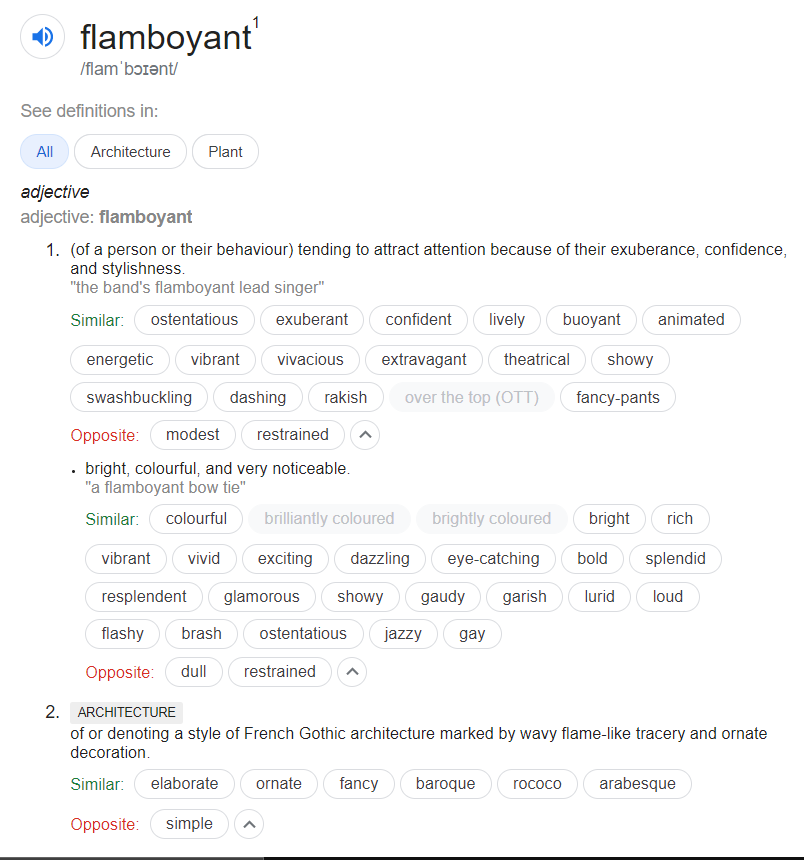 flamboyant1
/flamˈbɔɪənt/
See definitions in:
All Architecture Plant
adjective
adjective: flamboyant
1. (of a person or their behaviour) tending to attract attention because of their exuberance, confidence,
and stylishness.
"the band's flamboyant lead singer"
Similar: ostentatious exuberant confident lively buoyant animated
energetic vibrant vivacious extravagant theatrical showy
swashbuckling dashing rakish over the top (OTT) fancy-pants
Opposite: modest restrained
• bright, colourful, and very noticeable.
"a flamboyant bow tie"
Similar: colourful brilliantly coloured brightly coloured bright rich
vibrant vivid exciting dazzling eye-catching bold splendid
resplendent glamorous showy gaudy garish lurid loud
flashy brash ostentatious jazzy gay
Opposite: dull restrained
2. ARCHITECTURE
of or denoting a style of French Gothic architecture marked by wavy flame-like tracery and ornate
decoration.
Similar: elaborate ornate fancy baroque rococo arabesque
Opposite: simple